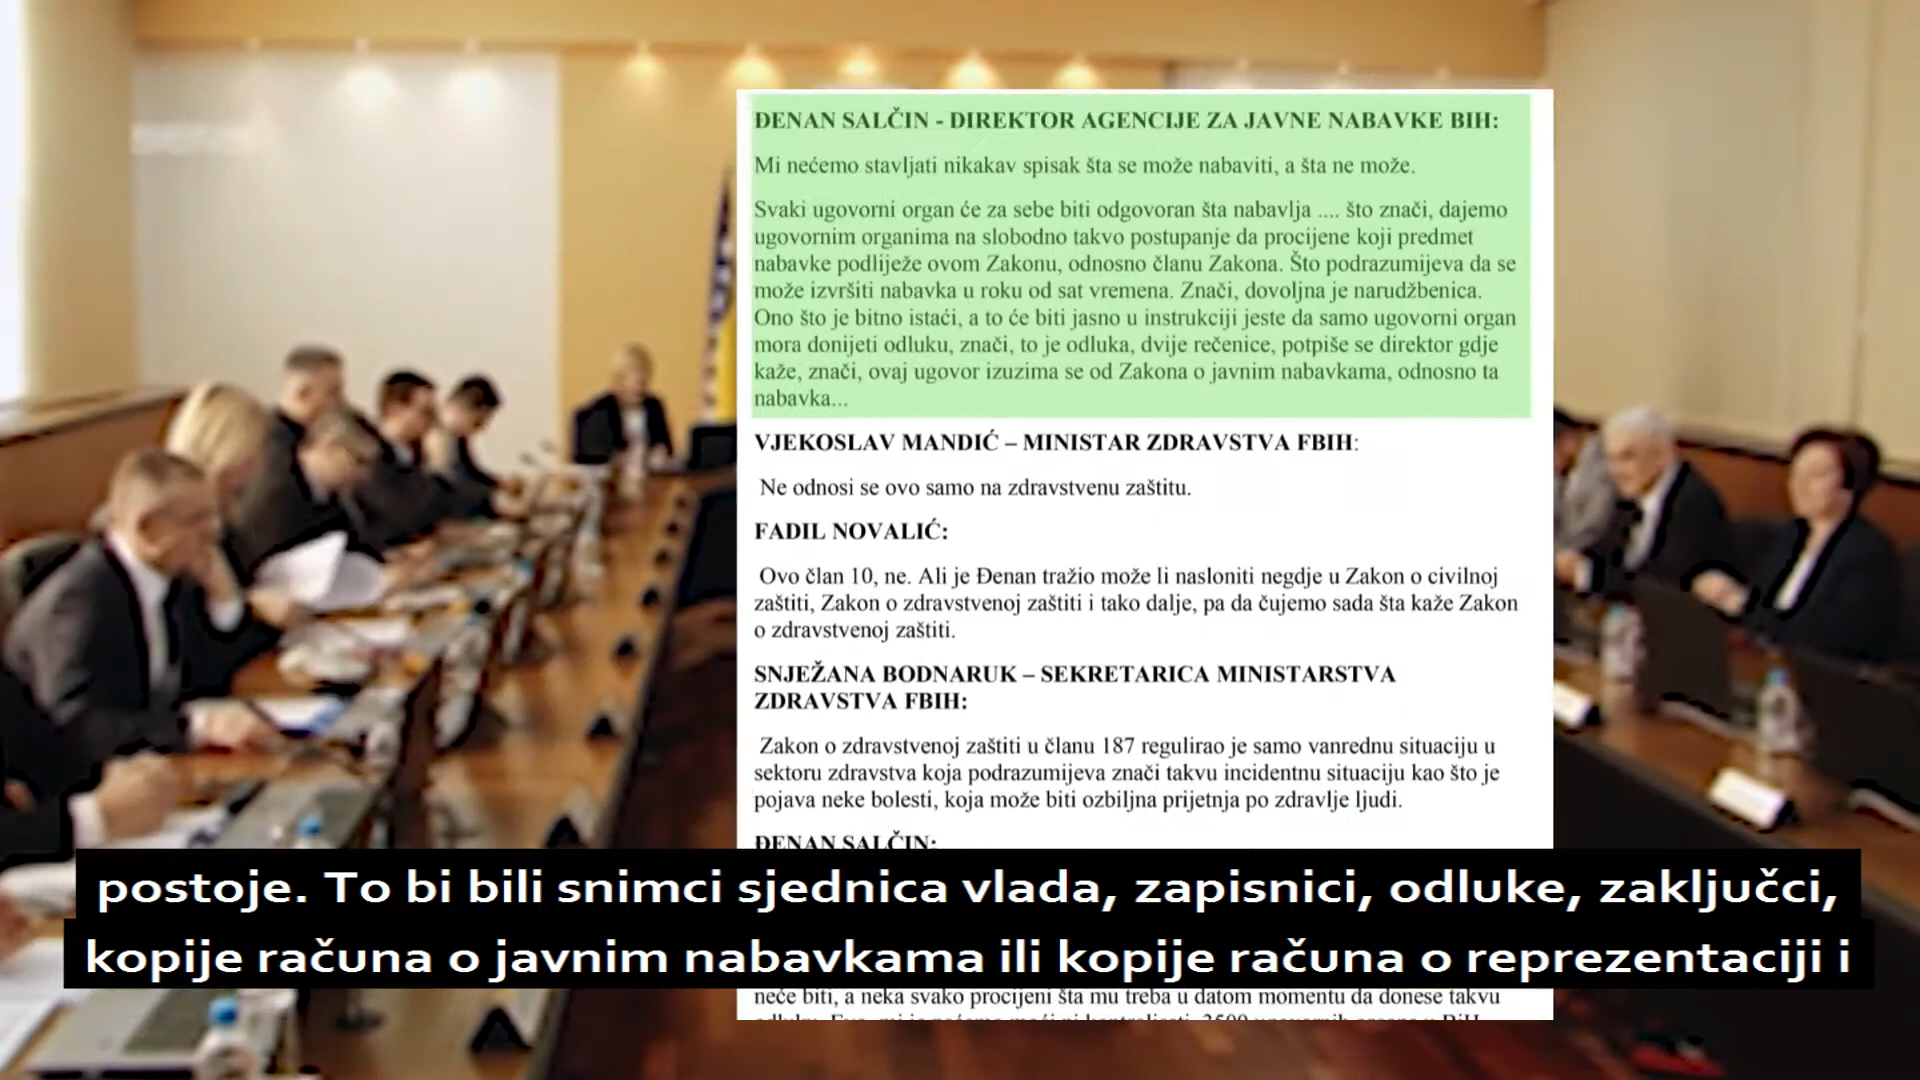 ĐENAN SALČIN - DIREKTOR AGENCIJE ZA JAVNE NABAVKE BIH:
Mi nećemo stavljati nikakav spisak šta se može nabaviti, a šta ne može.
Svaki ugovorni organ će za sebe biti odgovoran šta nabavlja .... što znači, dajemo
ugovornim organima na slobodno takvo postupanje da procijene koji predmet
nabavke podliježe ovom Zakonu, odnosno članu Zakona. Što podrazumijeva da se
može izvršiti nabavka u roku od sat vremena. Znači, dovoljna je narudžbenica.
Ono što je bitno istaći, a to će biti jasno u instrukciji jeste da samo ugovorni organ
mora donijeti odluku, znači, to je odluka, dvije rečenice, potpiše se direktor gdje
kaže, znači, ovaj ugovor izuzima se od Zakona o javnim nabavkama, odnosno ta
nabavka...
VJEKOSLAV MANDIĆ – MINISTAR ZDRAVSTVA FBIH:
Ne odnosi se ovo samo na zdravstvenu zaštitu.
FADIL NOVALIĆ:
Ovo član 10, ne. Ali je Đenan tražio može li nasloniti negdje u Zakon o civilnoj
zaštiti, Zakon o zdravstvenoj zaštiti i tako dalje, pa da čujemo sada šta kaže Zakon
o zdravstvenoj zaštiti.
SNJEŽANA BODNARUK – SEKRETARICA MINISTARSTVA
ZDRAVSTVA FBIH:
Zakon o zdravstvenoj zaštiti u članu 187 regulirao je samo vanrednu situaciju u
sektoru zdravstva koja podrazumijeva znači takvu incidentnu situaciju kao što je
pojava neke bolesti, koja može biti ozbiljna prijetnja po zdravlje ljudi.
ĐENAN SALČIN:
postoje. To bi bili snimci sjednica vlada, zapisnici, odluke, zaključci,
kopije računa o javnim nabavkama ili kopije računa o reprezentaciji i
neće biti, a neka svako procijeni šta mu treba u datom momentu da donese takvu